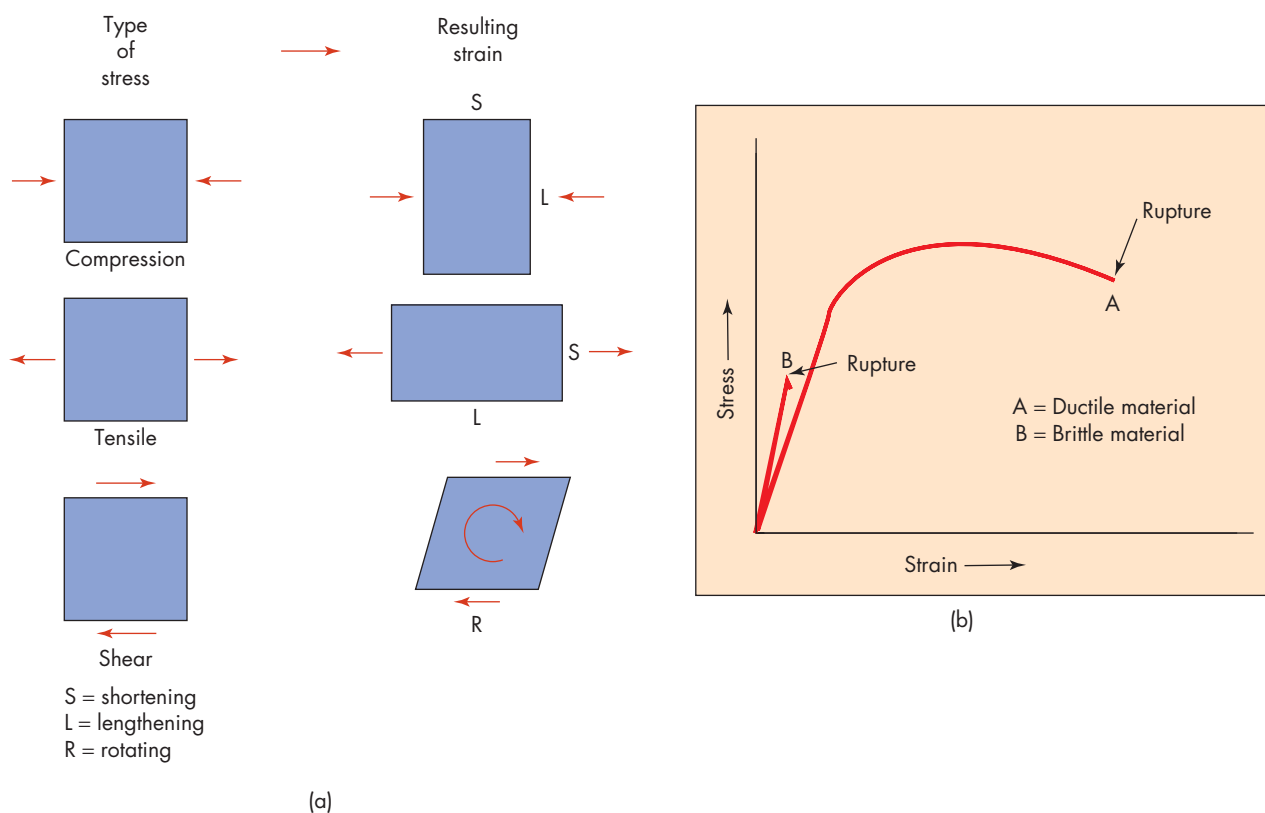 Type
of
stress
Resulting
strain
S
L
Compression
S
L
Tensile
R
Shear
S = shortening
L = lengthening
R = rotating
(a)
Rupture
A
B
Rupture
Stress
A = Ductile material
B = Brittle material
Strain
(b)